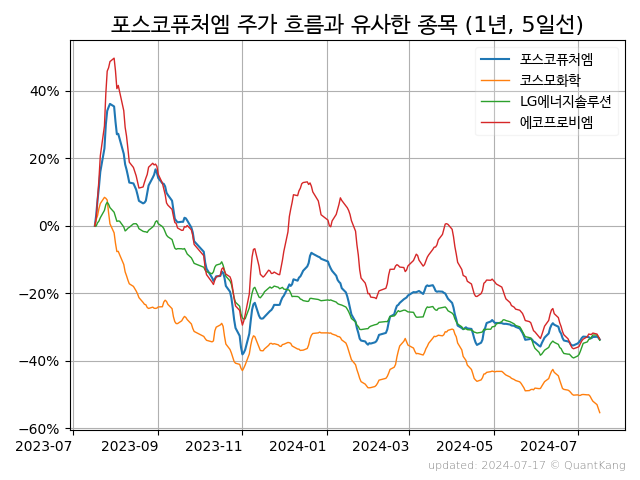 포스코퓨처엠 주가 흐름과 유사한 종목 (1년, 5일선)
포스코퓨처엠
코스모화학
LG에너지솔루션
에코프로비엠
40%
20%
0%
−20%
−40%
−60%
2023-07 2023-09 2023-11 2024-01 2024-03 2024-05 2024-07
updated: 2024-07-17 © QuantKang